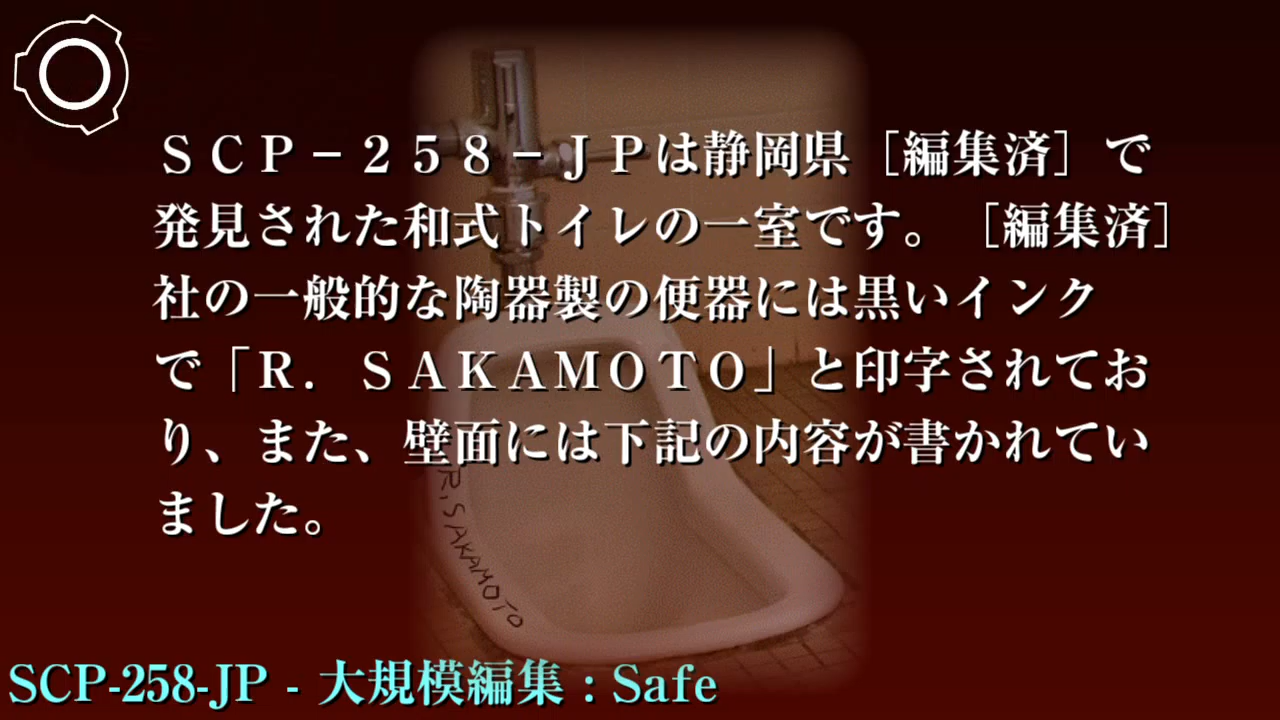 SCP-258-JPは静岡県[編集済]で
発見された和式トイレの一室です。[編集済]
社の一般的な陶器製の便器には黒いインク
で「R. SAKAMOTO」と印字されてお
り、また、壁面には下記の内容が書かれてい
ました。
R,SAKAMOTO
SCP-258-JP - 大規模編集：Safe